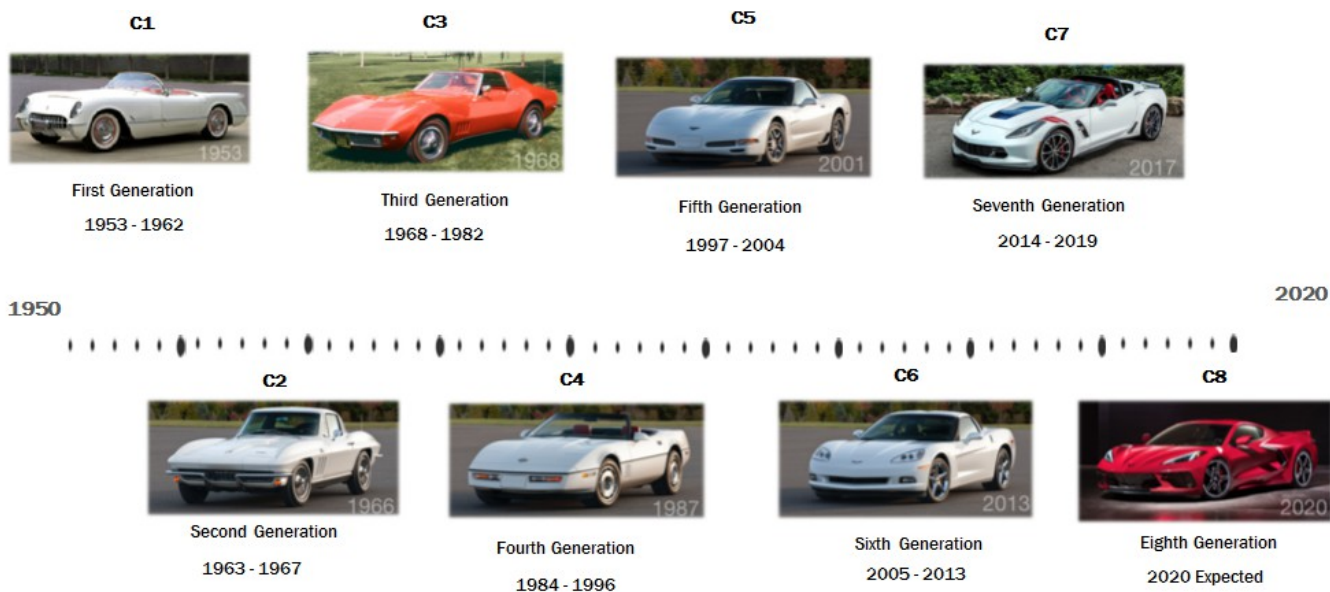 C1
C3
C5
C7
1953
1968
2001
2017
First Generation
1953 - 1962
Third Generation
1968 - 1982
Fifth Generation
1997 - 2004
Seventh Generation
2014 - 2019
1950
2020
C2
C4
C6
C8
1966
1987
2013
2020
Second Generation
1963 - 1967
Fourth Generation
1984 - 1996
Sixth Generation
2005 - 2013
Eighth Generation
2020 Expected